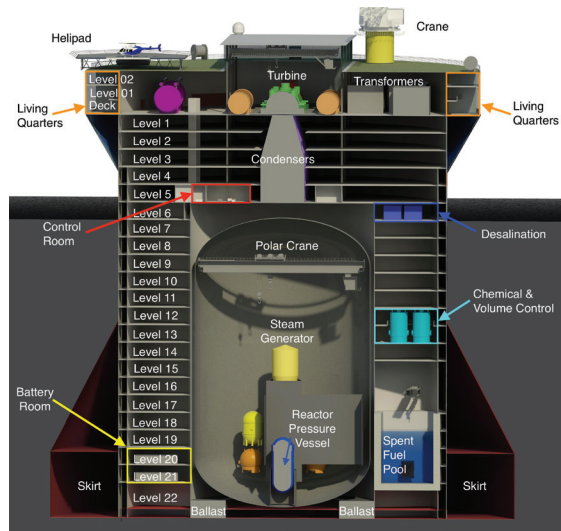 Helipad
Crane
Turbine
Transformers
Level 02
Level 01
Deck
Living
Quarters
Living
Quarters
Level 1
Level 2
Level 3
Level 4
Level 5
Level 6
Level 7
Level 8
Level 9
Level 10
Level 11
Level 12
Level 13
Level 14
Level 15
Level 16
Level 17
Level 18
Level 19
Level 20
Level 21
Level 22
Condensers
Control
Room
Desalination
Polar Crane
Chemical &
Volume Control
Steam
Generator
Battery
Room
Reactor
Pressure
Vessel
Spent
Fuel
Pool
Skirt
Skirt
Ballast
Ballast